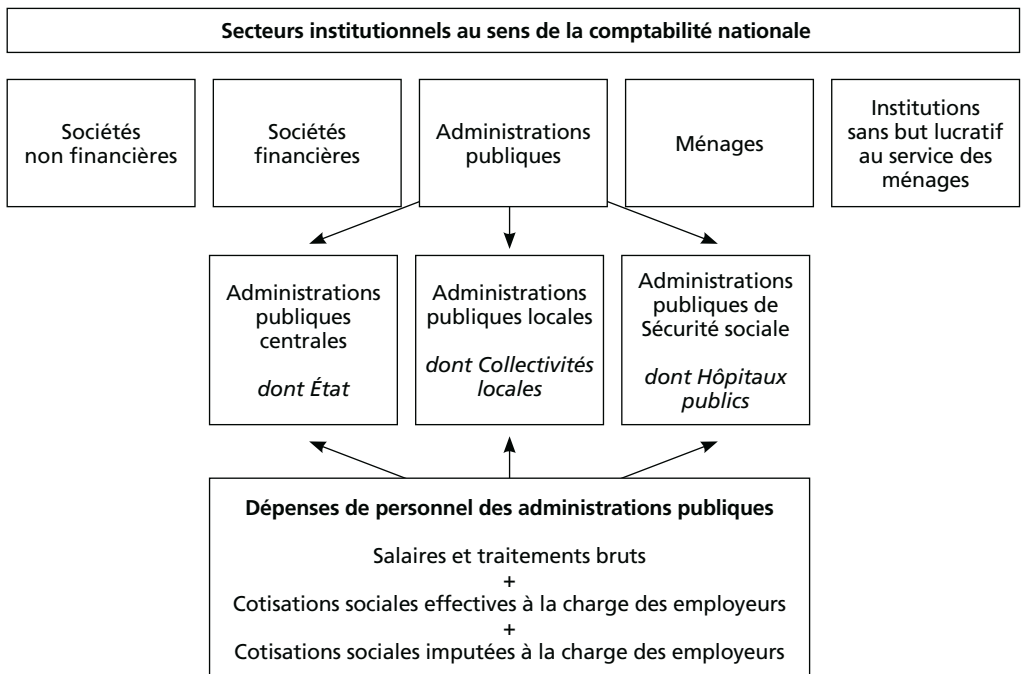 Secteurs institutionnels au sens de la comptabilité nationale
Sociétés
non financières
Sociétés
financières
Administrations
publiques
Ménages
Institutions
sans but lucratif
au service des
ménages
Administrations
publiques
centrales
dont État
Administrations
publiques locales
dont Collectivités
locales
Administrations
publiques de
Sécurité sociale
dont Hôpitaux
publics
Dépenses de personnel des administrations publiques
Salaires et traitements bruts
+
Cotisations sociales effectives à la charge des employeurs
+
Cotisations sociales imputées à la charge des employeurs